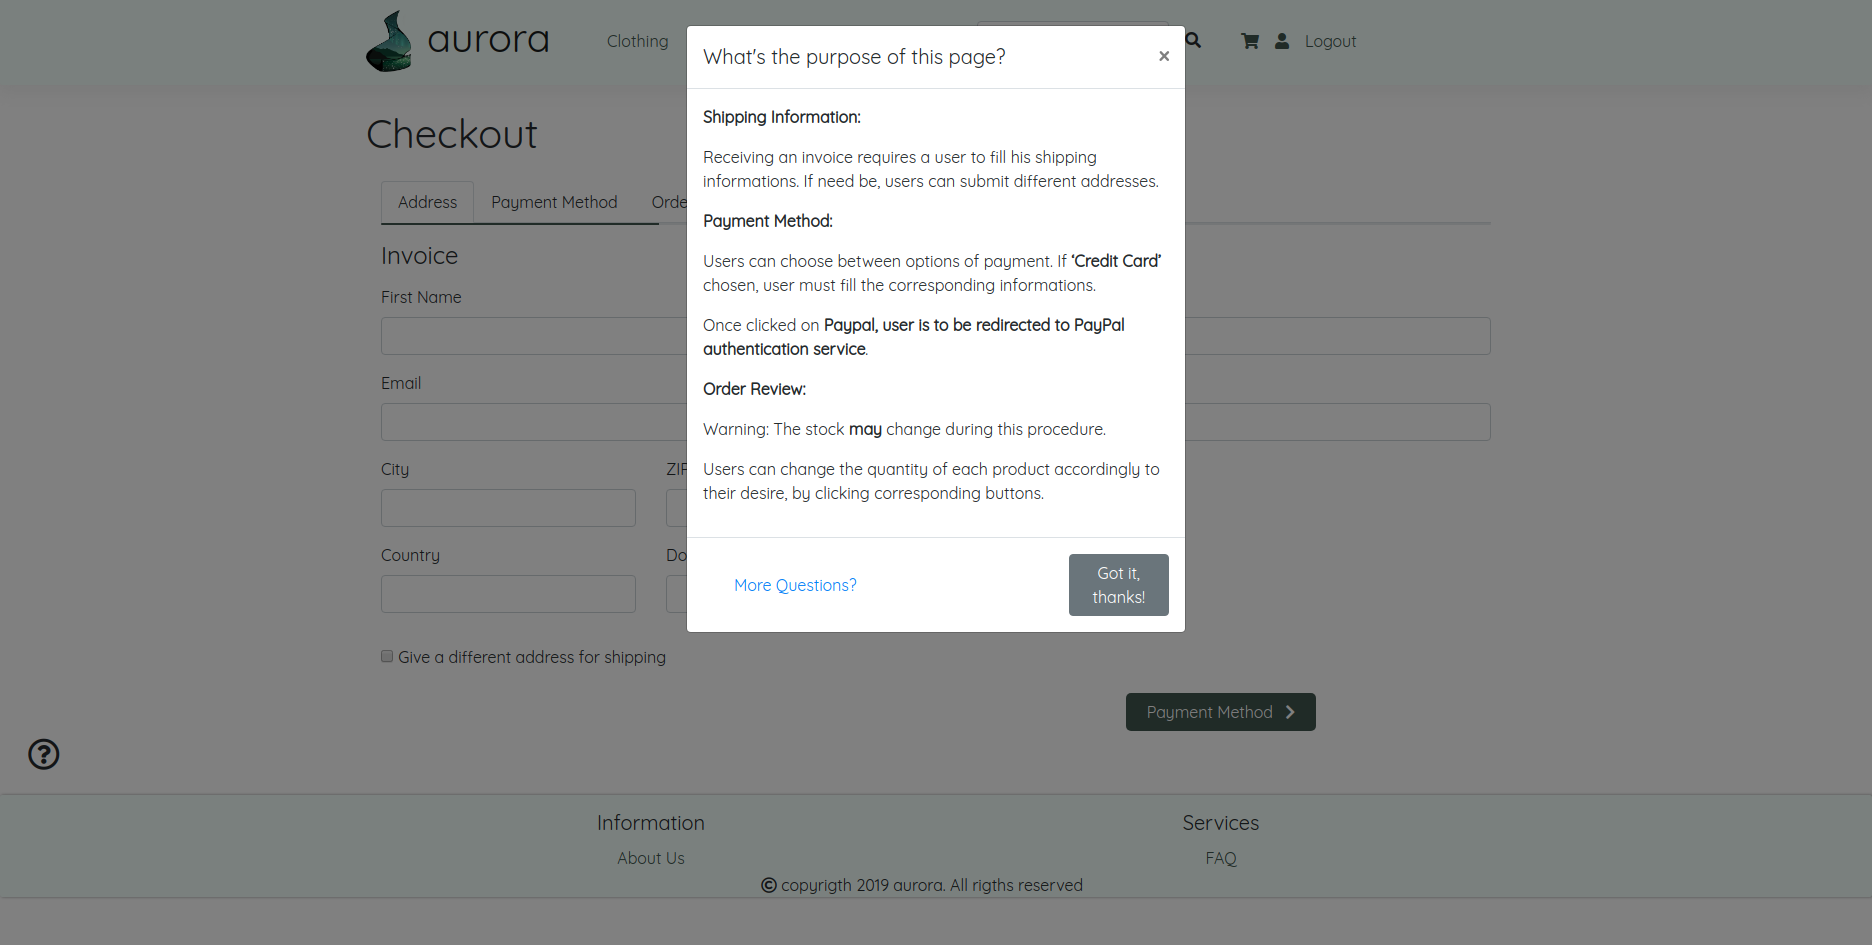 aurora
Clothing
Logout
What's the purpose of this page?
×
Checkout
Shipping Information:
Receiving an invoice requires a user to fill his shipping
informations. If need be, users can submit different addresses.
Address
Payment Method
Invoice
Payment Method:
Users can choose between options of payment. If ‘Credit Card’
chosen, user must fill the corresponding informations.
First Name
Once clicked on Paypal, user is to be redirected to PayPal
authentication service.
Email
Order Review:
Warning: The stock may change during this procedure.
City
Users can change the quantity of each product accordingly to
their desire, by clicking corresponding buttons.
Country
More Questions?
Got it,
thanks!
Give a different address for shipping
Payment Method
Information
Services
About Us
FAQ
© copyrigth 2019 aurora. All rigths reserved